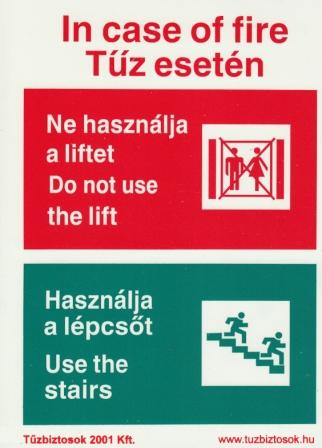 In case of fire
Tűz esetén
Ne használja
a liftet
Do not use
the lift
Használja
a lépcsőt
Use the
stairs
Tűzbiztosok 2001 Kft.
www.tuzbiztosok.hu